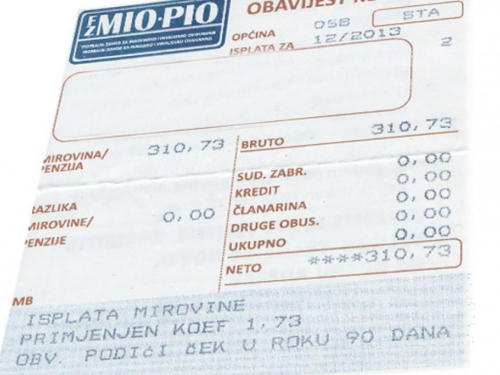 FZ MIO·PIO
OBAVIJEST
OPĆINA 058 STA
ISPLATA ZA 12/2013 2
MIROVINA/
PENZIJA 310,73
BRUTO 310,73
SUD. ZABR. 0,00
KREDIT 0,00
ČLANARINA 0,00
DRUGE OBUS. 0,00
UKUPNO 0,00
RAZLIKA
MIROVINE/
PENZIJE 0,00
NETO ****310,73
MB
ISPLATA MIROVINE
PRIMJENJEN KOEF 1,73
OBV. PODIĆI ČEK U ROKU 90 DANA